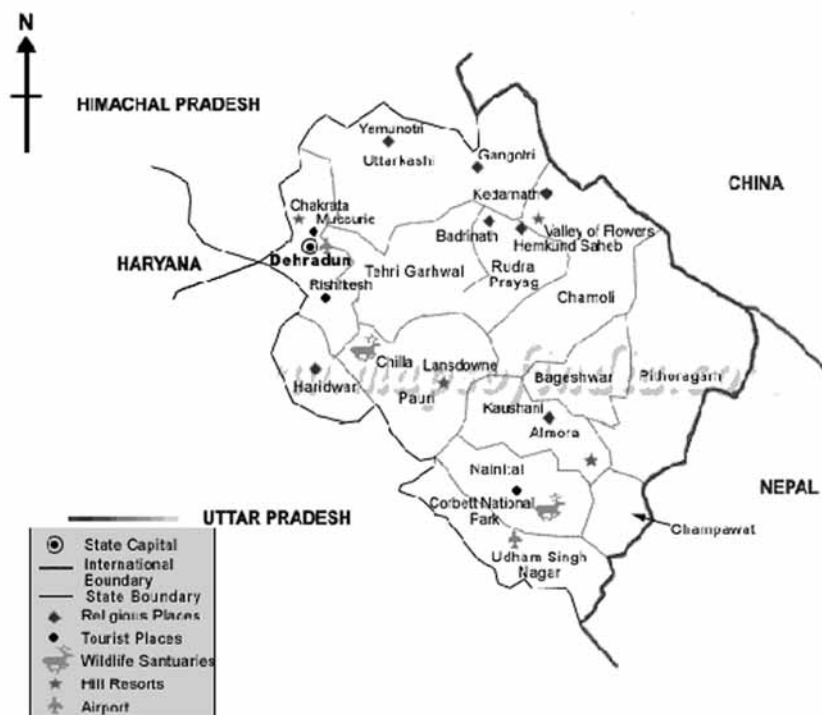 N
HIMACHAL PRADESH
Yemunotri
Uttarkashi
Gangotri
CHINA
Kedarnath
Chakrata
Mussurie
Badrinath
Valley of Flowers
Hemkund Saheb
HARYANA
Dehradun
Tehri Garhwal
Rudra
Prayag
Rishikesh
Chamoli
Chilla
Lansdowne
Haridwar
Bageshwar
Pithoragarh
Pauri
Kaushani
Almora
Nainital
NEPAL
Corbett National
Park
UTTAR PRADESH
Champawat
Udham Singh
Nagar
State Capital
International
Boundary
State Boundary
Religious Places
Tourist Places
Wildlife Santuaries
Hill Resorts
Airport